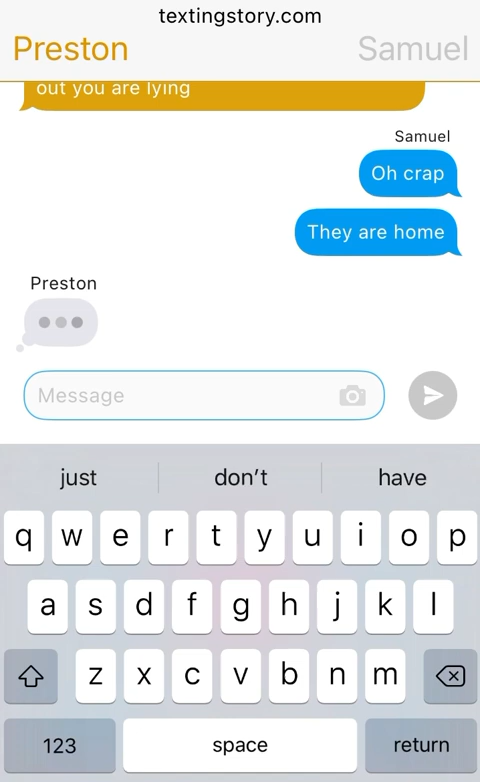 textingstory.com
Preston Samuel
out you are lying
Samuel
Oh crap
They are home
Preston
Message
just don’t have
q w e r t y u i o p
a s d f g h j k l
z x c v b n m
123 space return